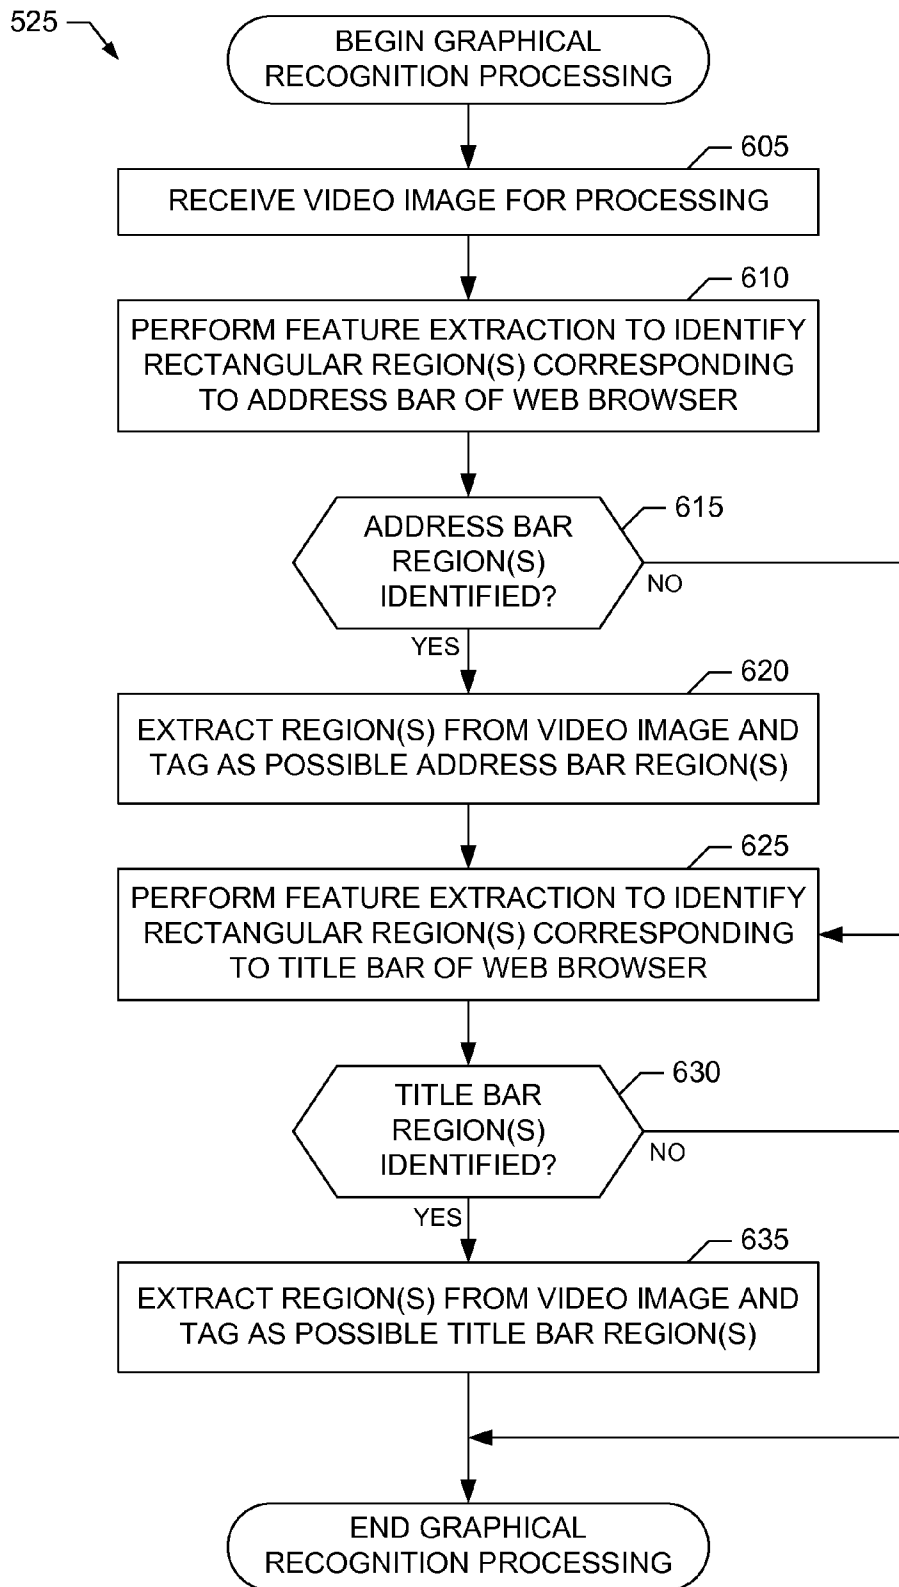 525
BEGIN GRAPHICAL
RECOGNITION PROCESSING
605
RECEIVE VIDEO IMAGE FOR PROCESSING
610
PERFORM FEATURE EXTRACTION TO IDENTIFY
RECTANGULAR REGION(S) CORRESPONDING
TO ADDRESS BAR OF WEB BROWSER
615
ADDRESS BAR
REGION(S)
IDENTIFIED?
NO
YES
620
EXTRACT REGION(S) FROM VIDEO IMAGE AND
TAG AS POSSIBLE ADDRESS BAR REGION(S)
625
PERFORM FEATURE EXTRACTION TO IDENTIFY
RECTANGULAR REGION(S) CORRESPONDING
TO TITLE BAR OF WEB BROWSER
630
TITLE BAR
REGION(S)
IDENTIFIED?
NO
YES
635
EXTRACT REGION(S) FROM VIDEO IMAGE AND
TAG AS POSSIBLE TITLE BAR REGION(S)
END GRAPHICAL
RECOGNITION PROCESSING